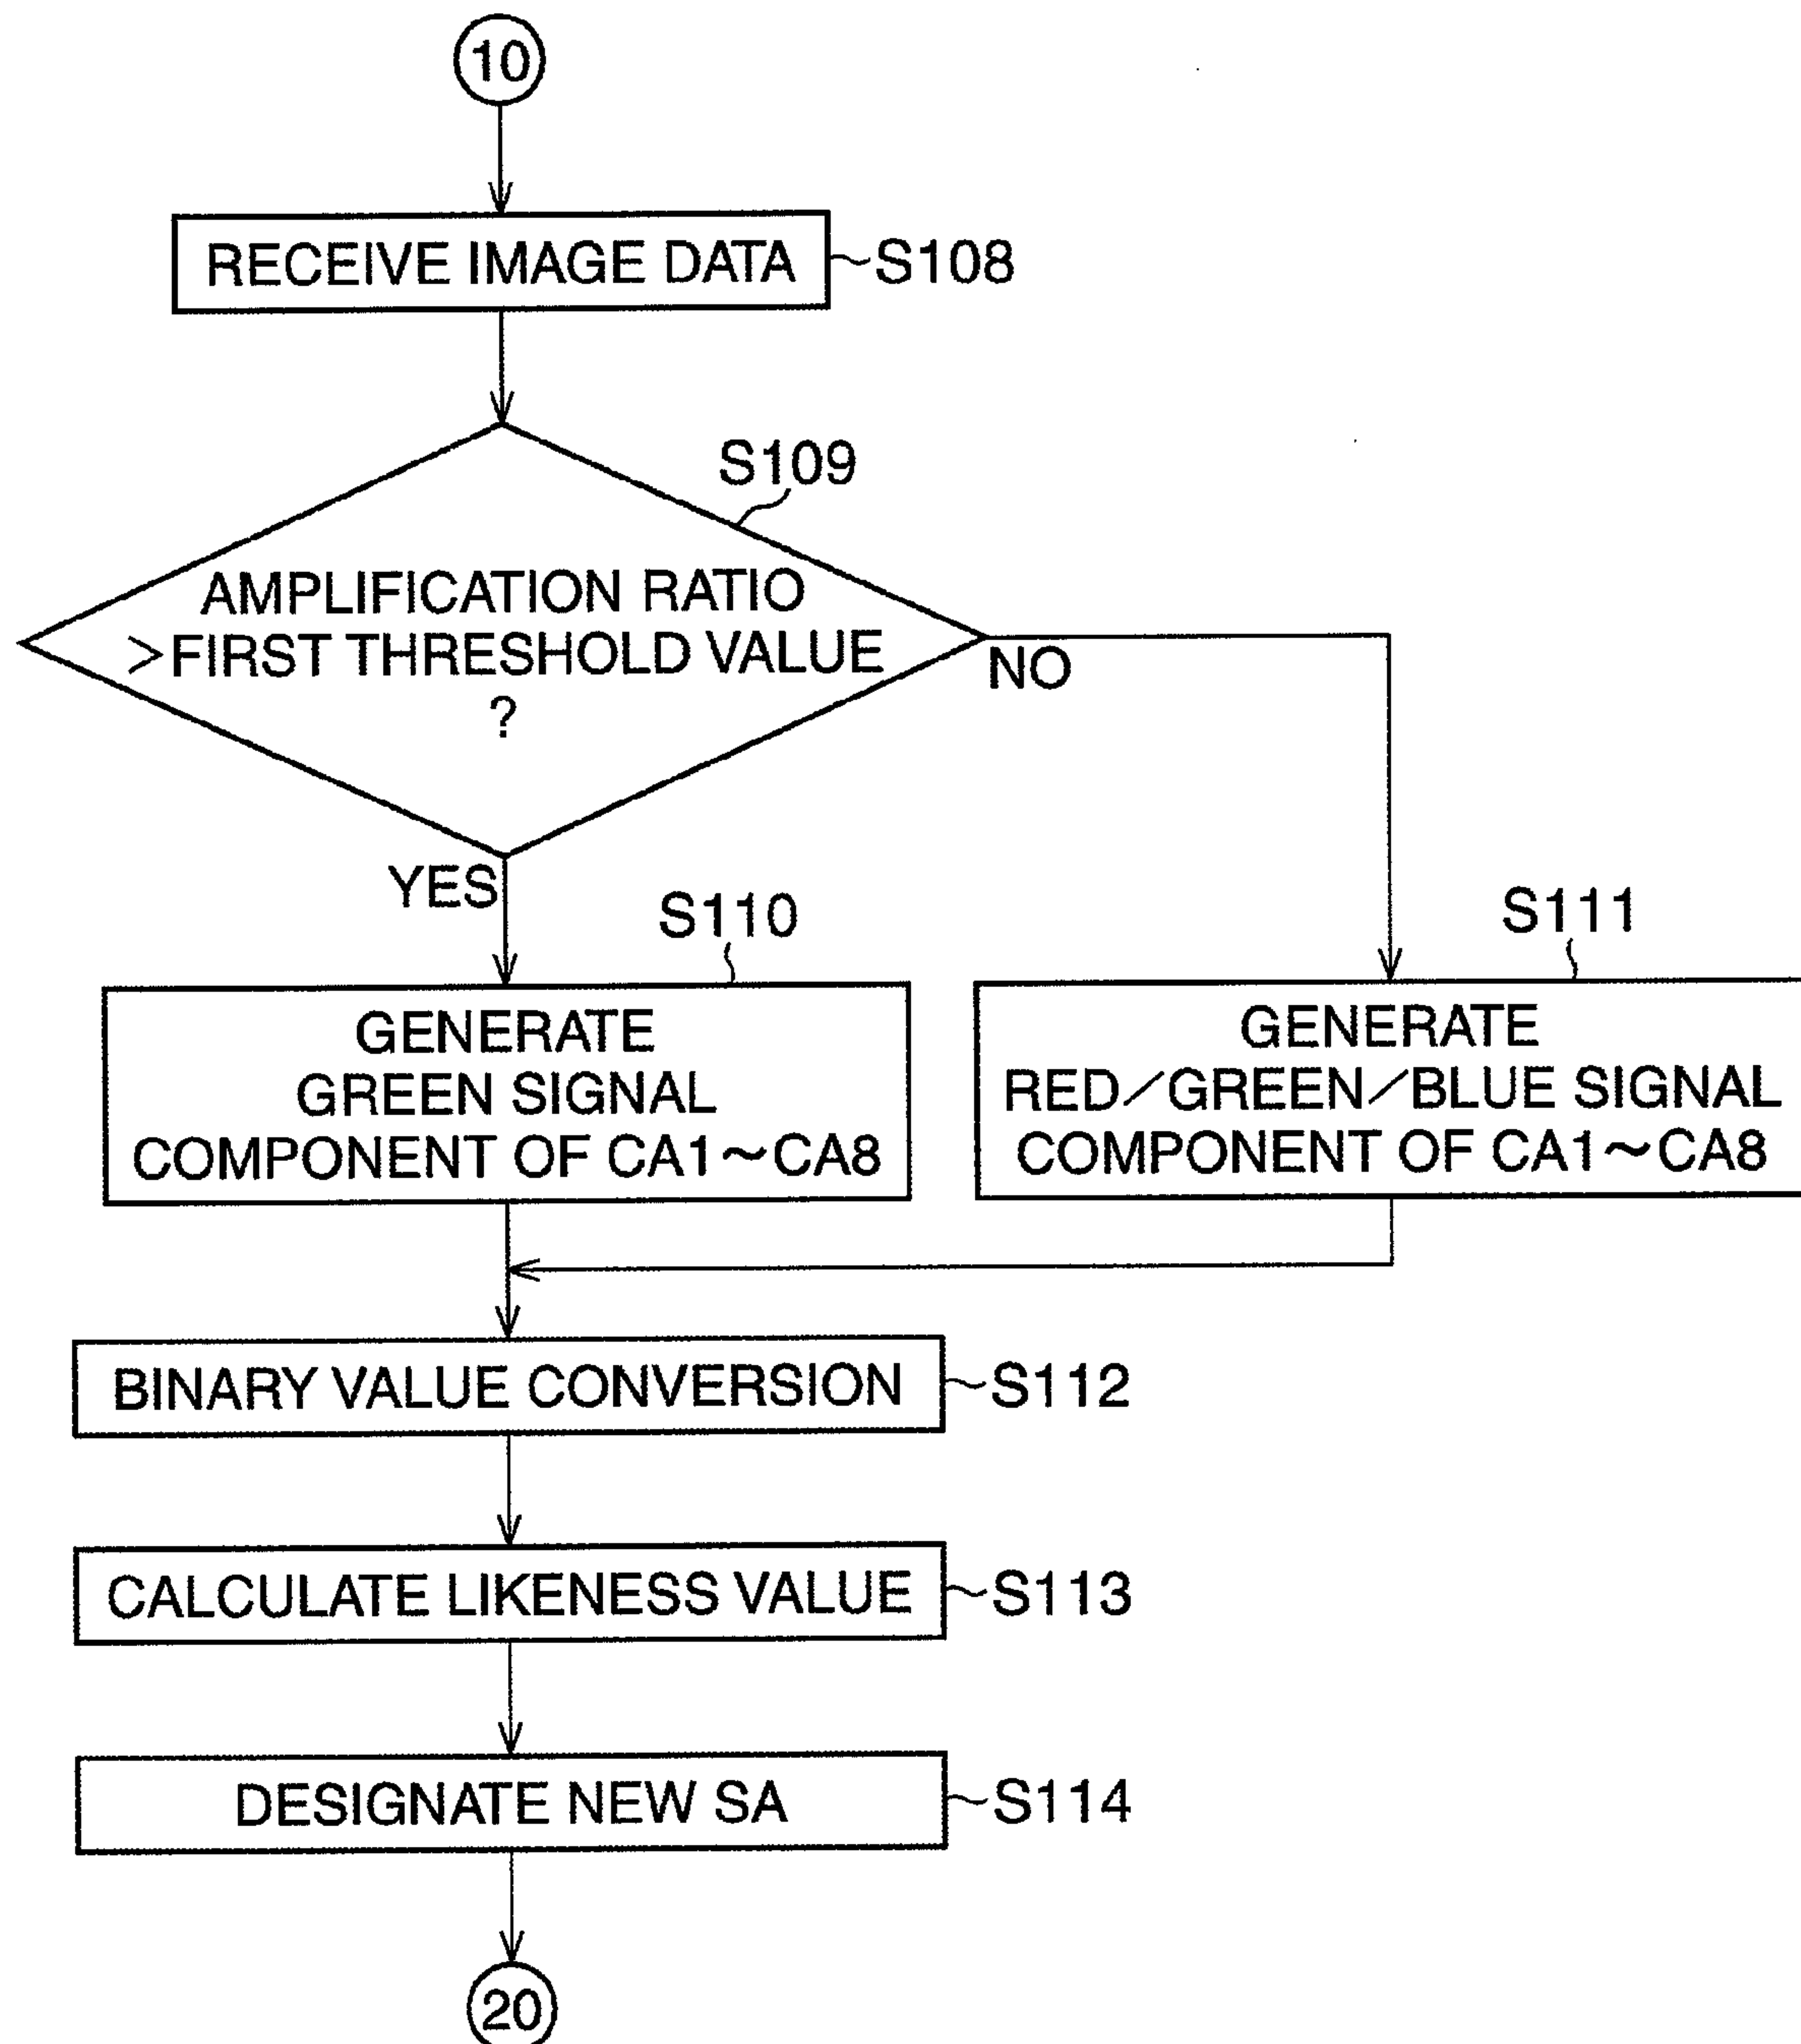 10
RECEIVE IMAGE DATA
S108
S109
AMPLIFICATION RATIO
>FIRST THRESHOLD VALUE
?
NO
YES
S110
S111
GENERATE
GREEN SIGNAL
COMPONENT OF CA1~CA8
GENERATE
RED/GREEN/BLUE SIGNAL
COMPONENT OF CA1~CA8
BINARY VALUE CONVERSION
S112
CALCULATE LIKENESS VALUE
S113
DESIGNATE NEW SA
S114
20